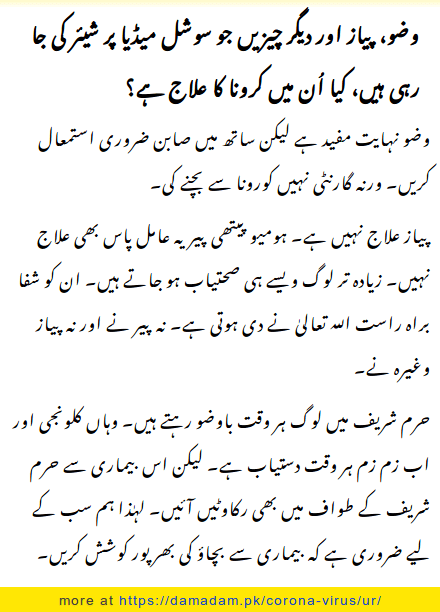 وضو، پیاز اور دیگر چیزیں جو سوشل میڈیا پر شیئر کی جا
رہی ہیں، کیا اُن میں کرونا کا علاج ہے؟
وضو نہایت مفید ہے لیکن ساتھ میں صابن ضروری استمعال
کریں۔ ورنہ گارنٹی نہیں کورونا سے بچنے کی۔
پیاز علاج نہیں ہے۔ ہومیو پیتھی پیر یہ عامل پاس بھی علاج
نہیں۔ زیادہ تر لوگ ویسے ہی صحتیاب ہو جاتے ہیں۔ ان کو شفا
براہ راست اللہ تعالیٰ نے دی ہوتی ہے۔ نہ پیر نے اور نہ پیاز
وغیرہ نے۔
حرم شریف میں لوگ ہر وقت باوضو رہتے ہیں۔ وہاں کلونجی اور
اب زم زم ہر وقت دستیاب ہے۔ لیکن اس بیماری سے حرم
شریف کے طواف میں بھی رکاوٹیں آئیں۔ لہٰذا ہم سب کے
لیے ضروری ہے کہ بیماری سے بچاؤ کی بھرپور کوشش کریں۔
more at https://damadam.pk/corona-virus/ur/